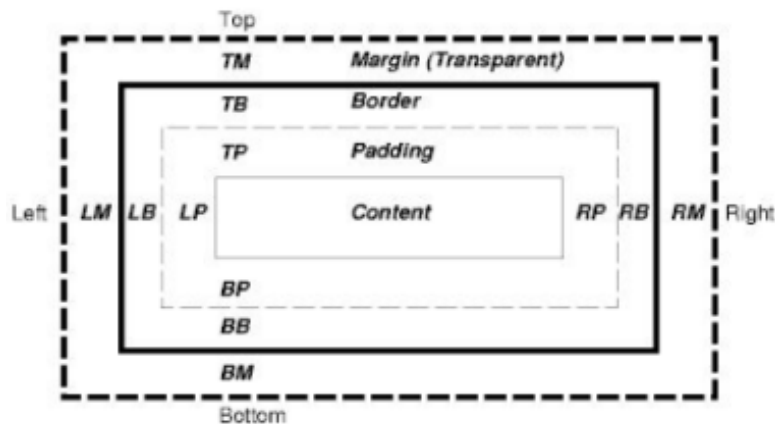 Top
TM Margin (Transparent)
TB Border
TP Padding
Left LM LB LP Content RP RB RM Right
BP
BB
BM
Bottom